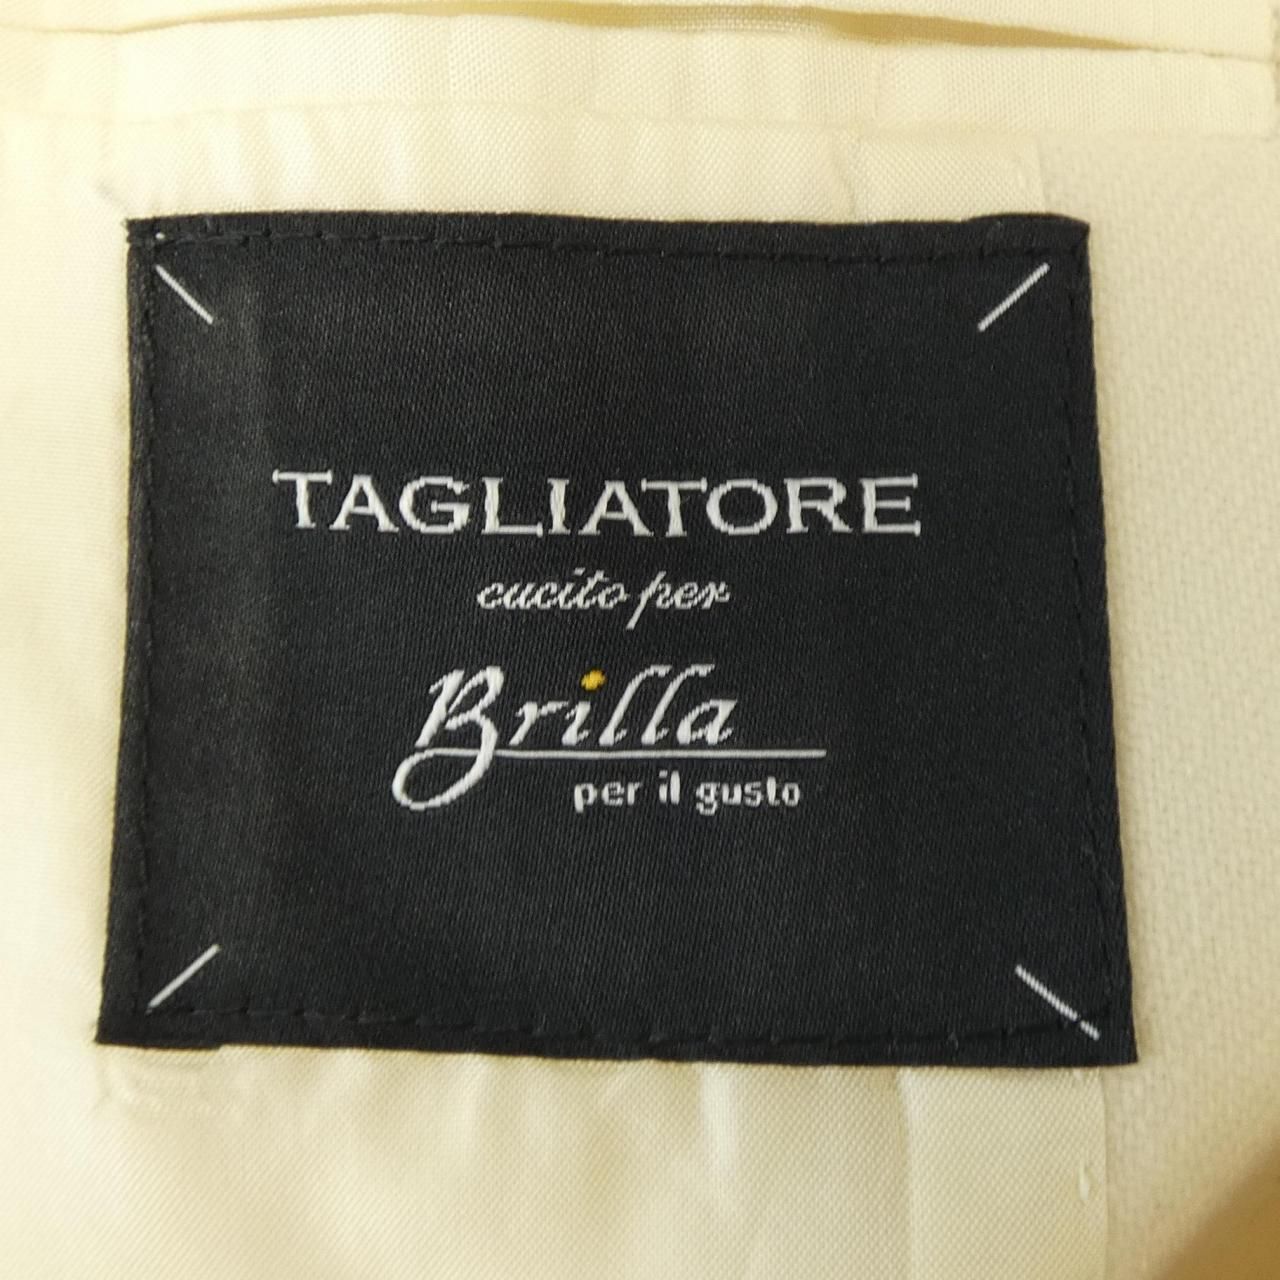 TAGLIATORE
cucito per
Brilla
per il gusto